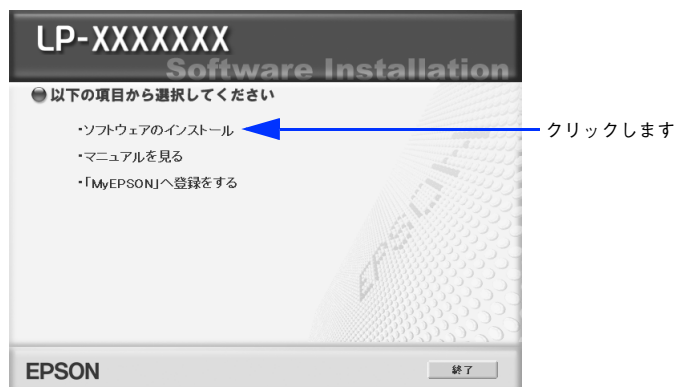 LP-XXXXXXX
Software Installation
以下の項目から選択してください
・ソフトウェアのインストール
クリックします
・マニュアルを見る
・「MyEPSON」へ登録をする
EPSON
EPSON
終了